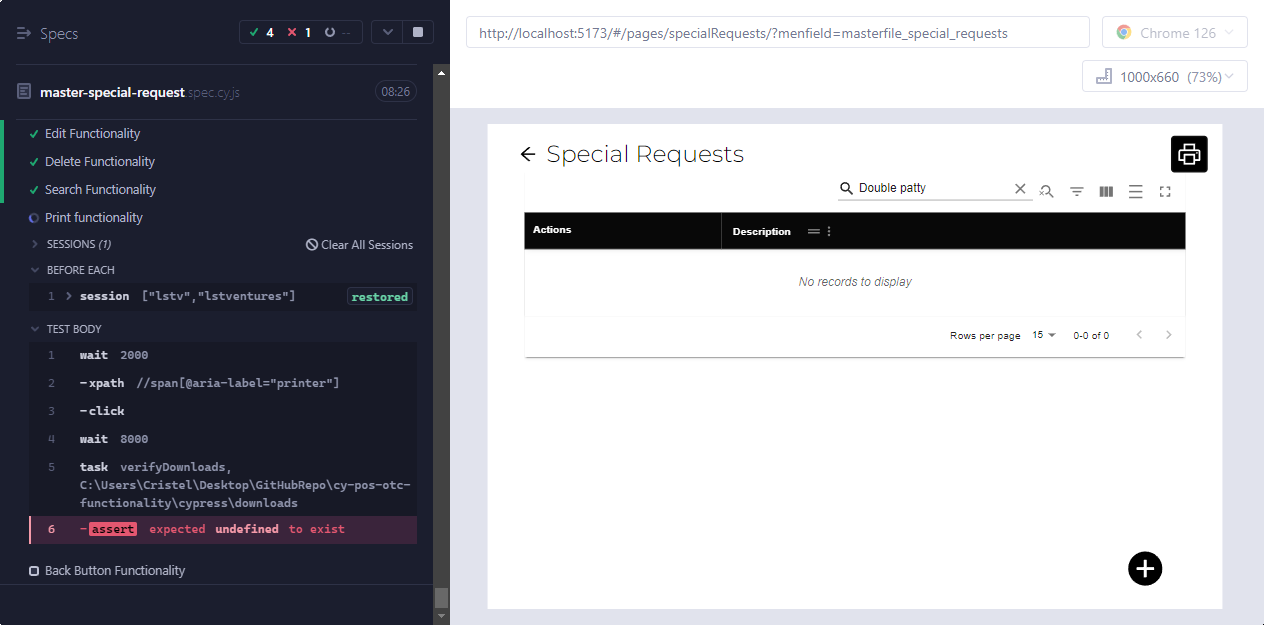 Specs
4 1 --
master-special-request spec.cy.js 08:26
Edit Functionality
Delete Functionality
Search Functionality
Print functionality
SESSIONS (1) Clear All Sessions
BEFORE EACH
1 session ["lstv","lstventures"] restored
TEST BODY
1 wait 2000
2 -xpath //span[@aria-label="printer"]
3 -click
4 wait 8000
5 task verifyDownloads,
C:\Users\Cristel\Desktop\GitHubRepo\cy-pos-otc-
functionality\cypress\downloads
6 -assert expected undefined to exist
Back Button Functionality
http://localhost:5173/#/pages/specialRequests/?menfield=masterfile_special_requests
Chrome 126
1000x660 (73%)
Special Requests
Double patty
Actions Description
No records to display
Rows per page 15 0-0 of 0